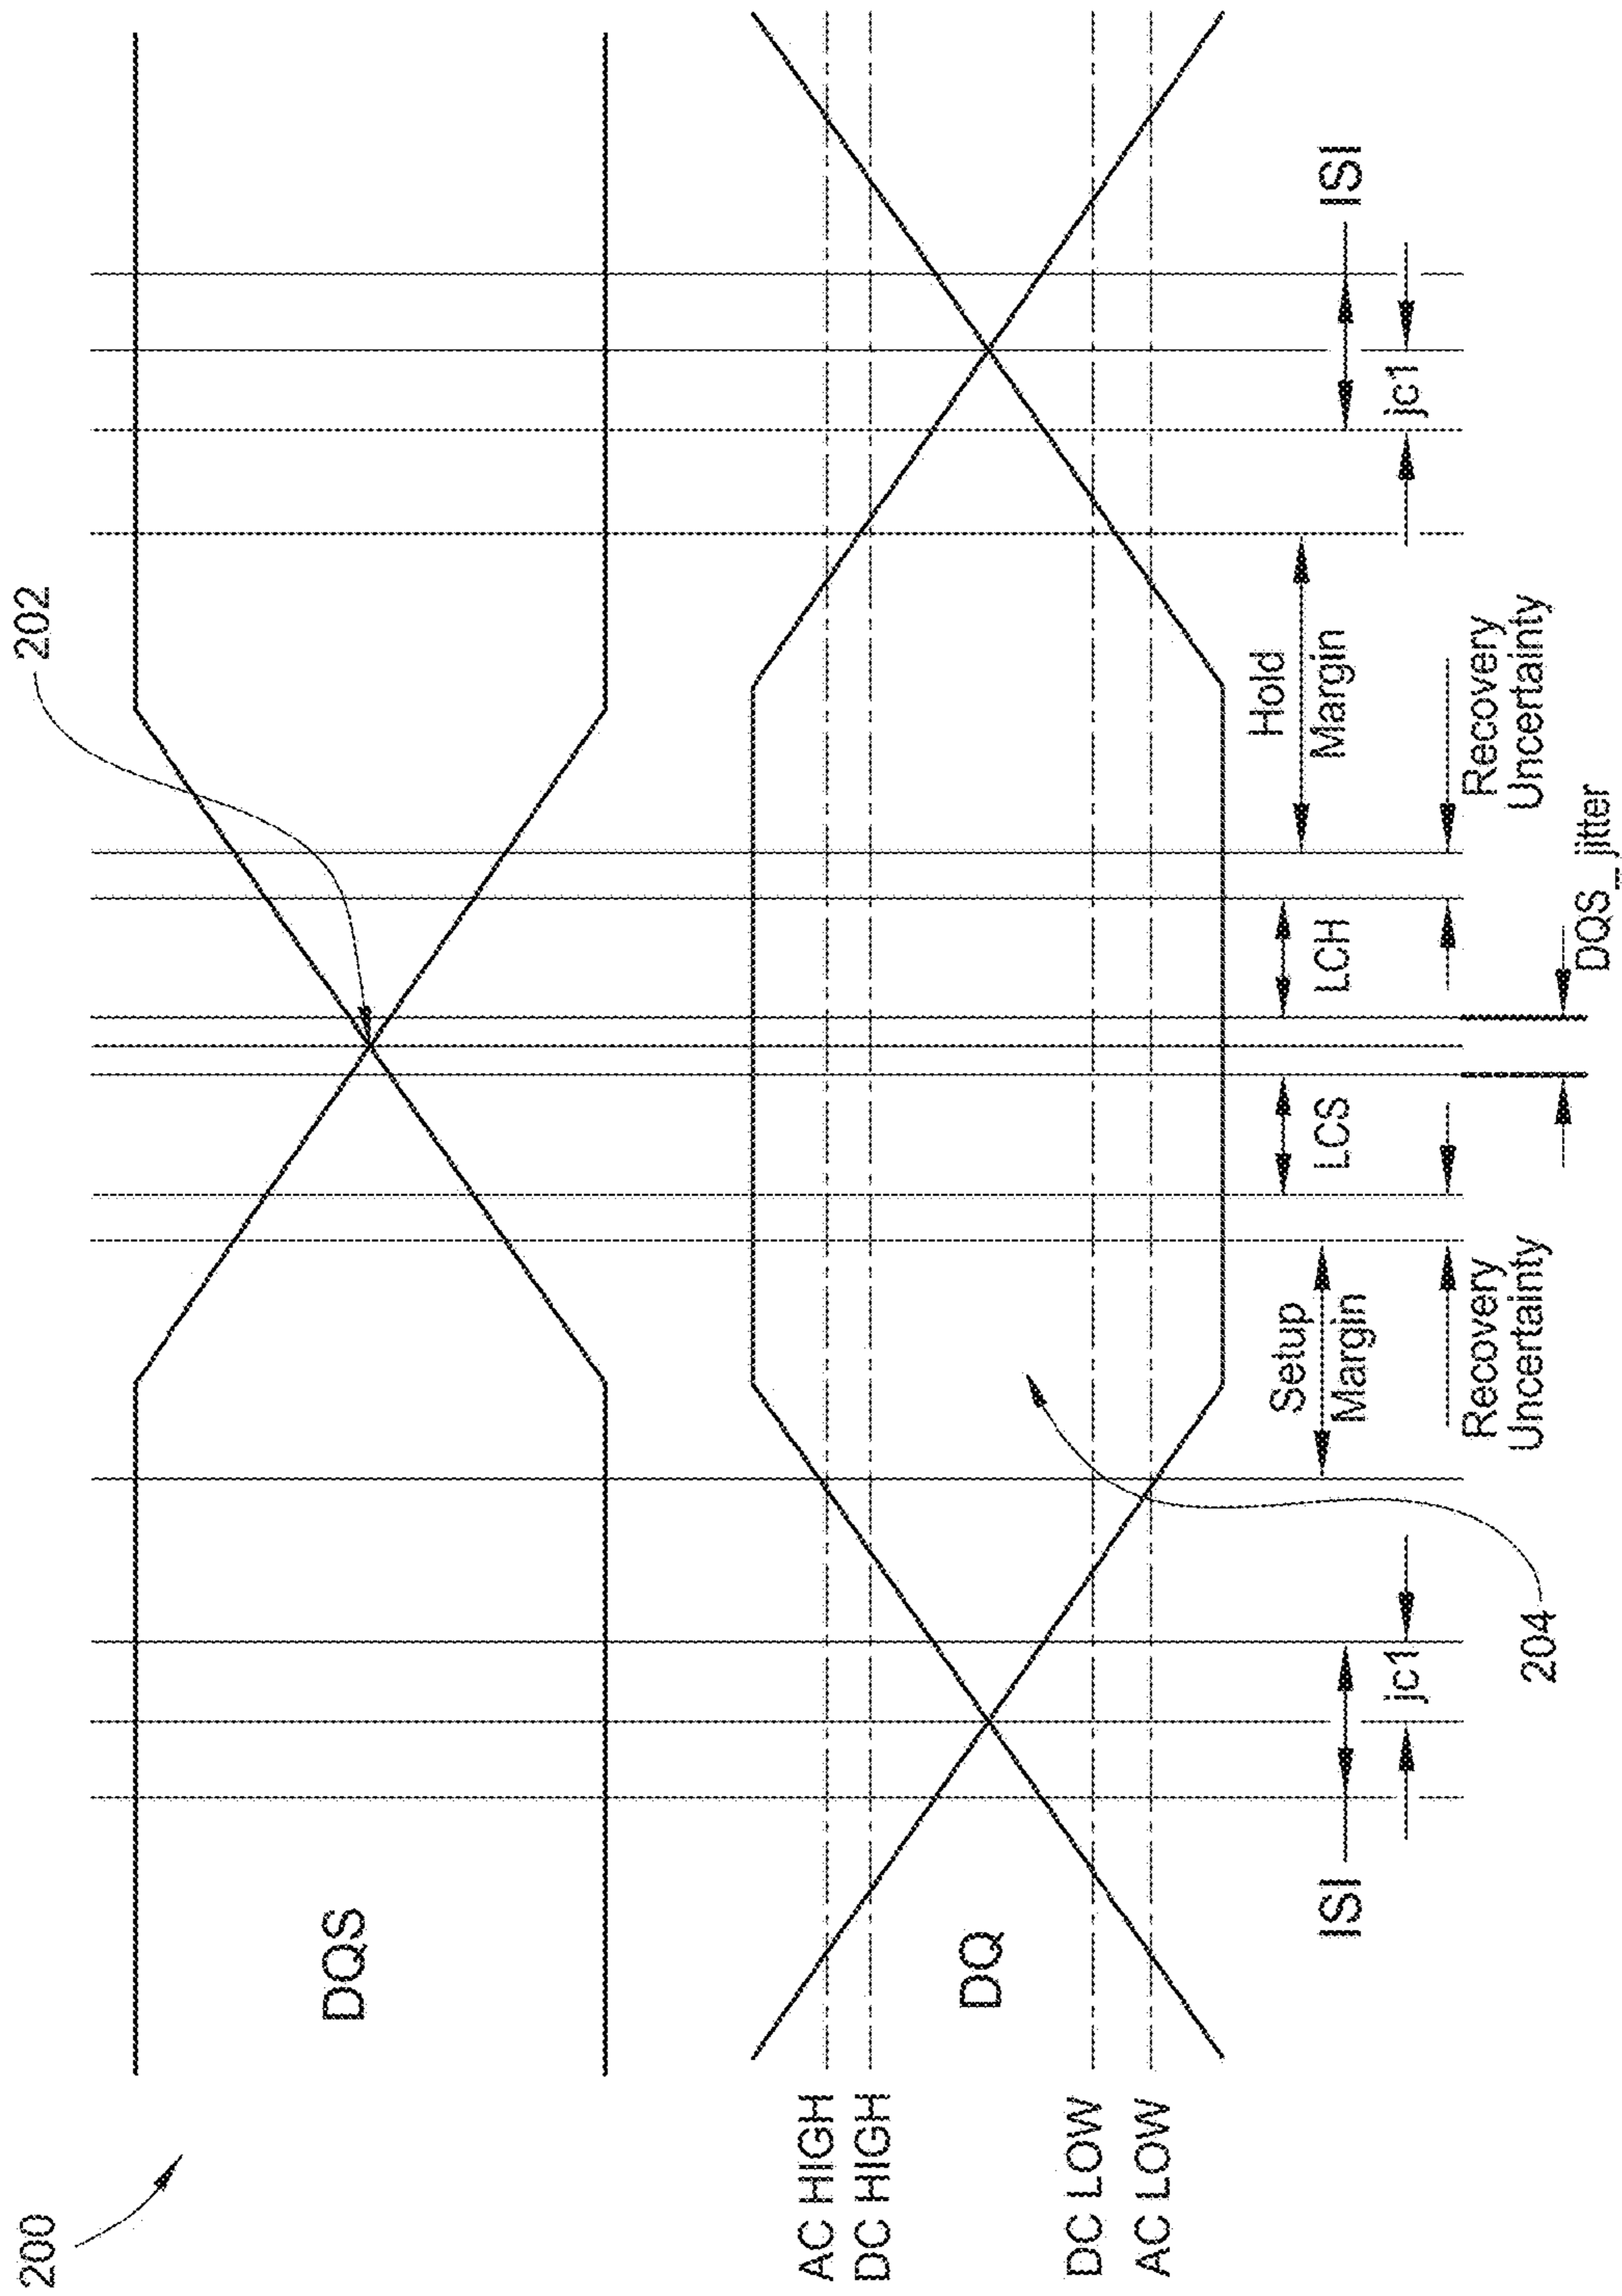 200
202
DQS
AC HIGH
DC HIGH
DQ
DC LOW
AC LOW
Setup
Margin
LCS
LCH
Hold
Margin
ISI
ISI
jc1
jc1
Recovery
Uncertainty
Recovery
Uncertainty
204
DQS_jitter